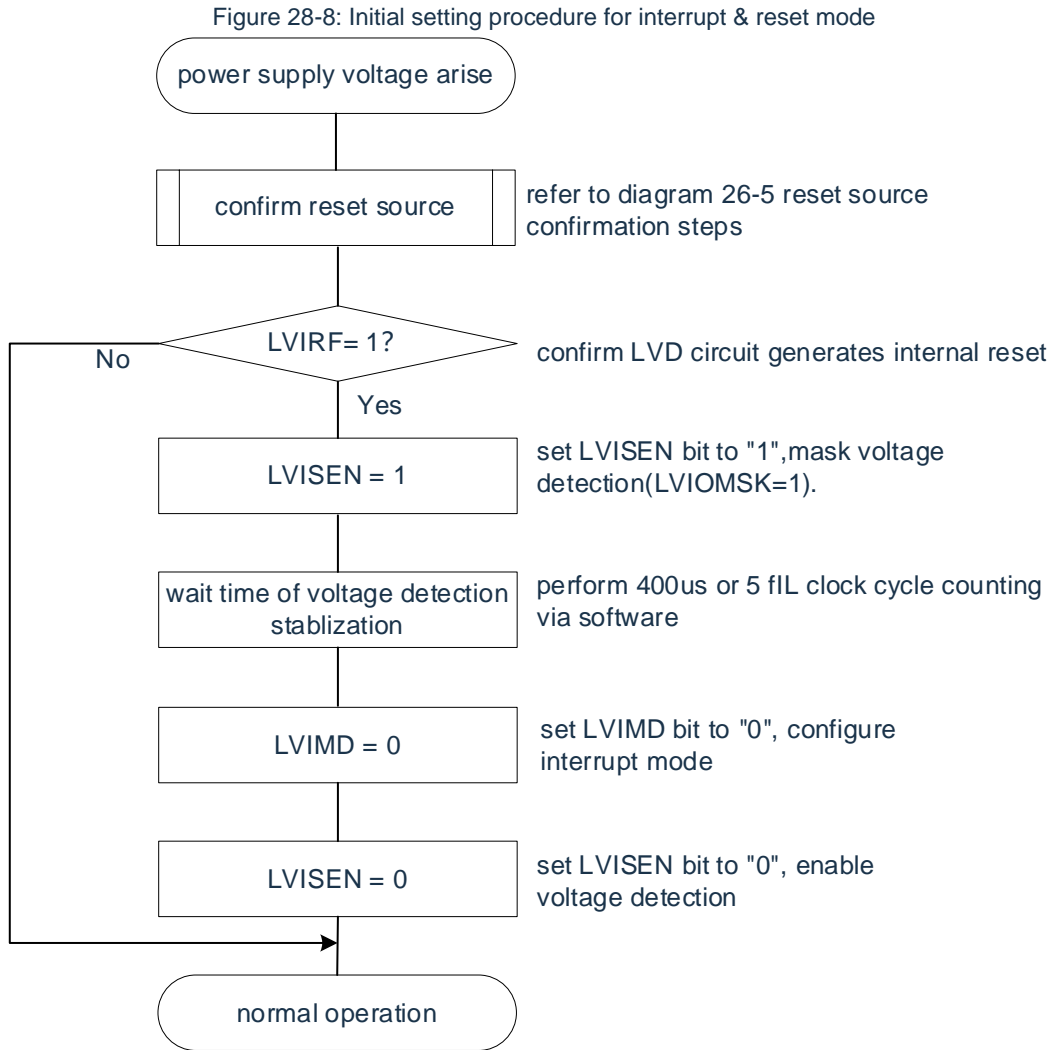 Figure 28-8: Initial setting procedure for interrupt & reset mode
power supply voltage arise
confirm reset source
refer to diagram 26-5 reset source
confirmation steps
LVIRF= 1?
confirm LVD circuit generates internal reset
No
Yes
LVISEN = 1
set LVISEN bit to "1",mask voltage
detection(LVIOMSK=1).
wait time of voltage detection
stablization
perform 400us or 5 fIL clock cycle counting
via software
LVIMD = 0
set LVIMD bit to "0", configure
interrupt mode
LVISEN = 0
set LVISEN bit to "0", enable
voltage detection
normal operation